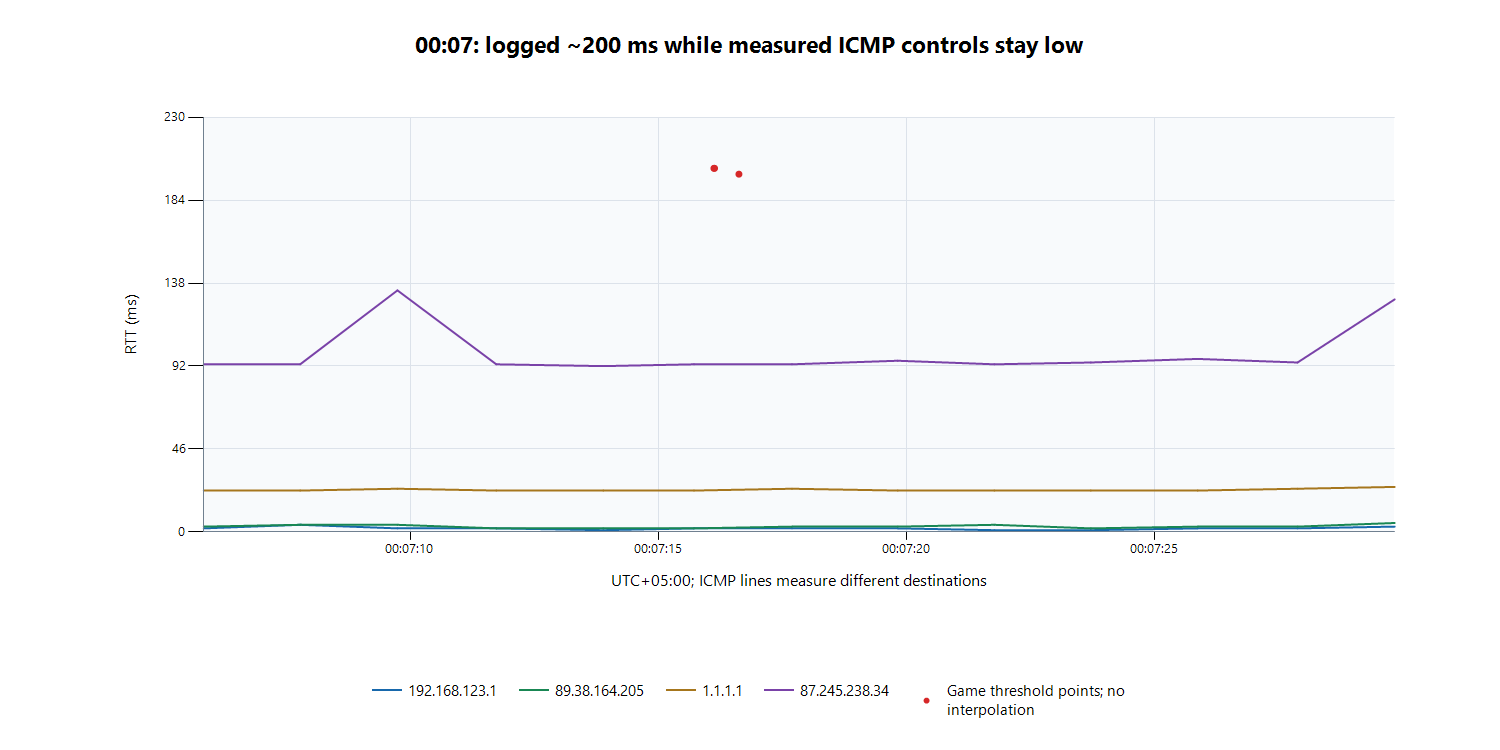 00:07: logged ~200 ms while measured ICMP controls stay low
230
184
138
92
46
0
RTT (ms)
00:07:10
00:07:15
00:07:20
00:07:25
UTC+05:00; ICMP lines measure different destinations
192.168.123.1
89.38.164.205
1.1.1.1
87.245.238.34
Game threshold points; no
interpolation